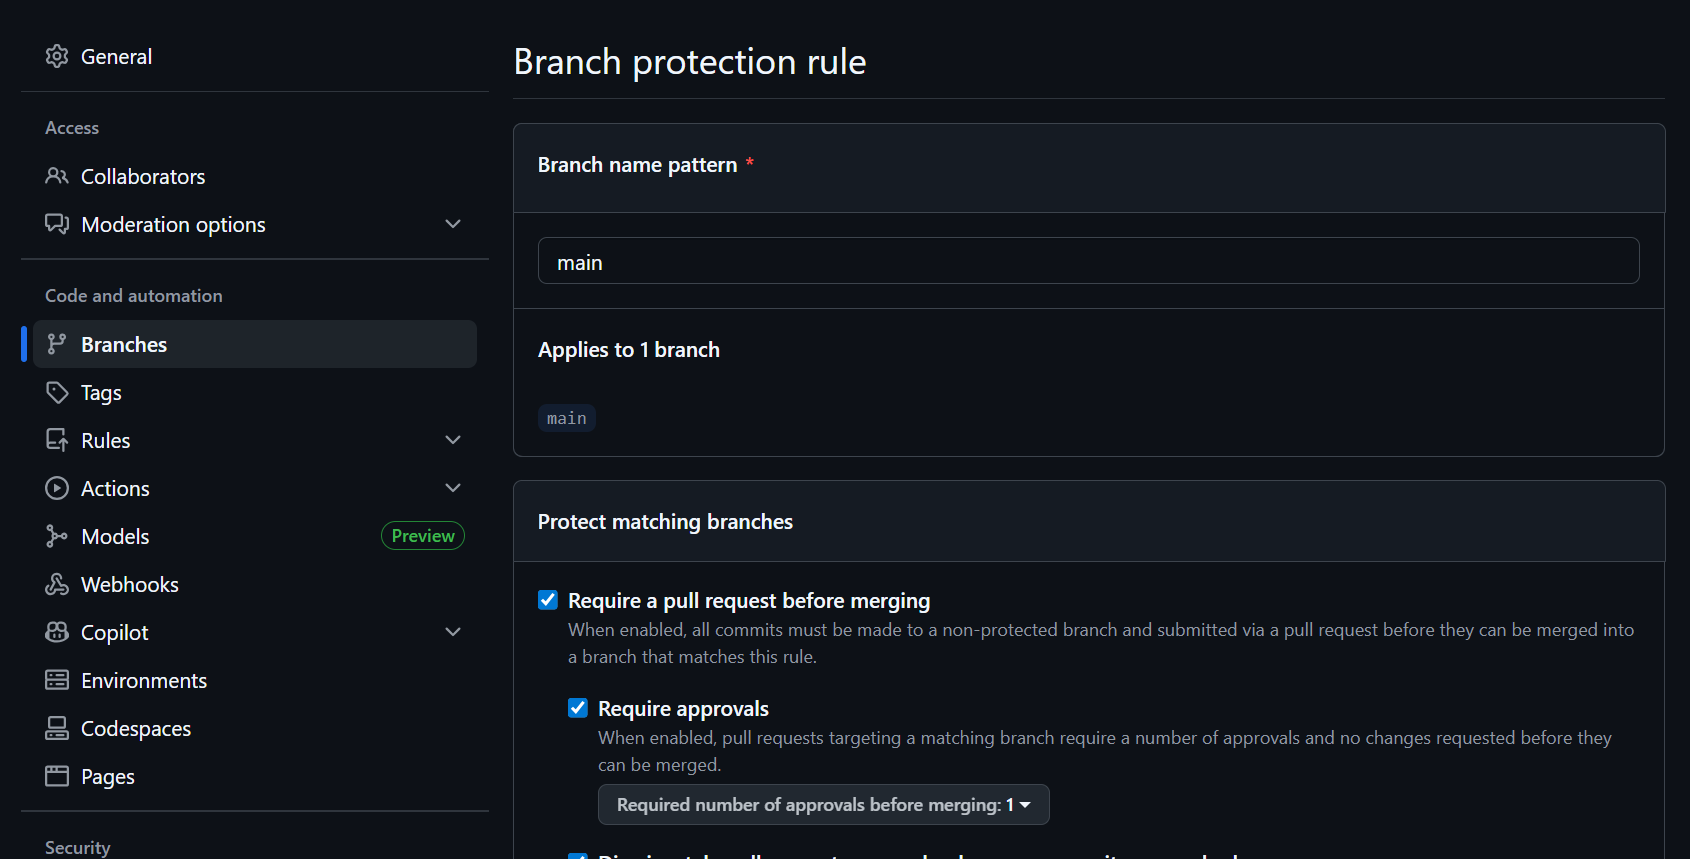 General
Access
Collaborators
Moderation options
Code and automation
Branches
Tags
Rules
Actions
Models
Preview
Webhooks
Copilot
Environments
Codespaces
Pages
Security
Branch protection rule
Branch name pattern *
main
Applies to 1 branch
main
Protect matching branches
Require a pull request before merging
When enabled, all commits must be made to a non-protected branch and submitted via a pull request before they can be merged into
a branch that matches this rule.
Require approvals
When enabled, pull requests targeting a matching branch require a number of approvals and no changes requested before they
can be merged.
Required number of approvals before merging: 1